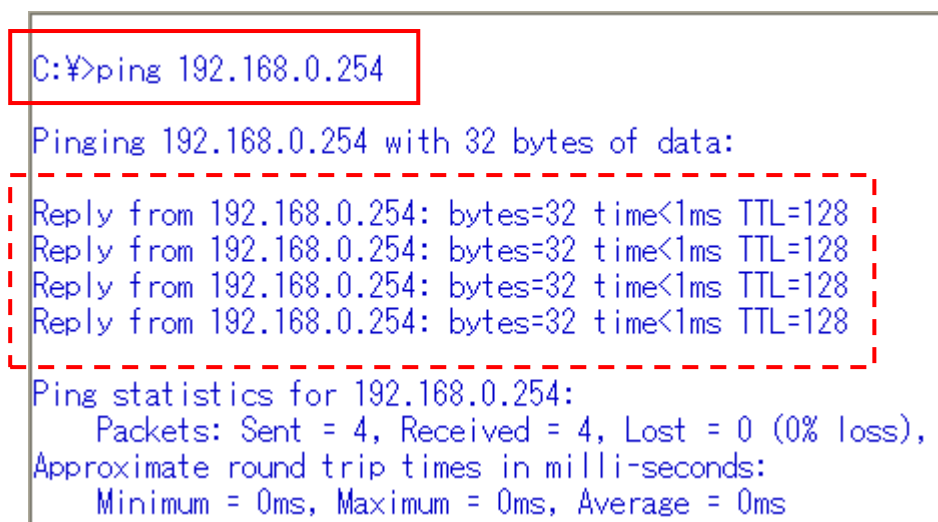 C:¥>ping 192.168.0.254
Pinging 192.168.0.254 with 32 bytes of data:
Reply from 192.168.0.254: bytes=32 time<1ms TTL=128
Reply from 192.168.0.254: bytes=32 time<1ms TTL=128
Reply from 192.168.0.254: bytes=32 time<1ms TTL=128
Reply from 192.168.0.254: bytes=32 time<1ms TTL=128
Ping statistics for 192.168.0.254:
Packets: Sent = 4, Received = 4, Lost = 0 (0% loss),
Approximate round trip times in milli-seconds:
Minimum = 0ms, Maximum = 0ms, Average = 0ms